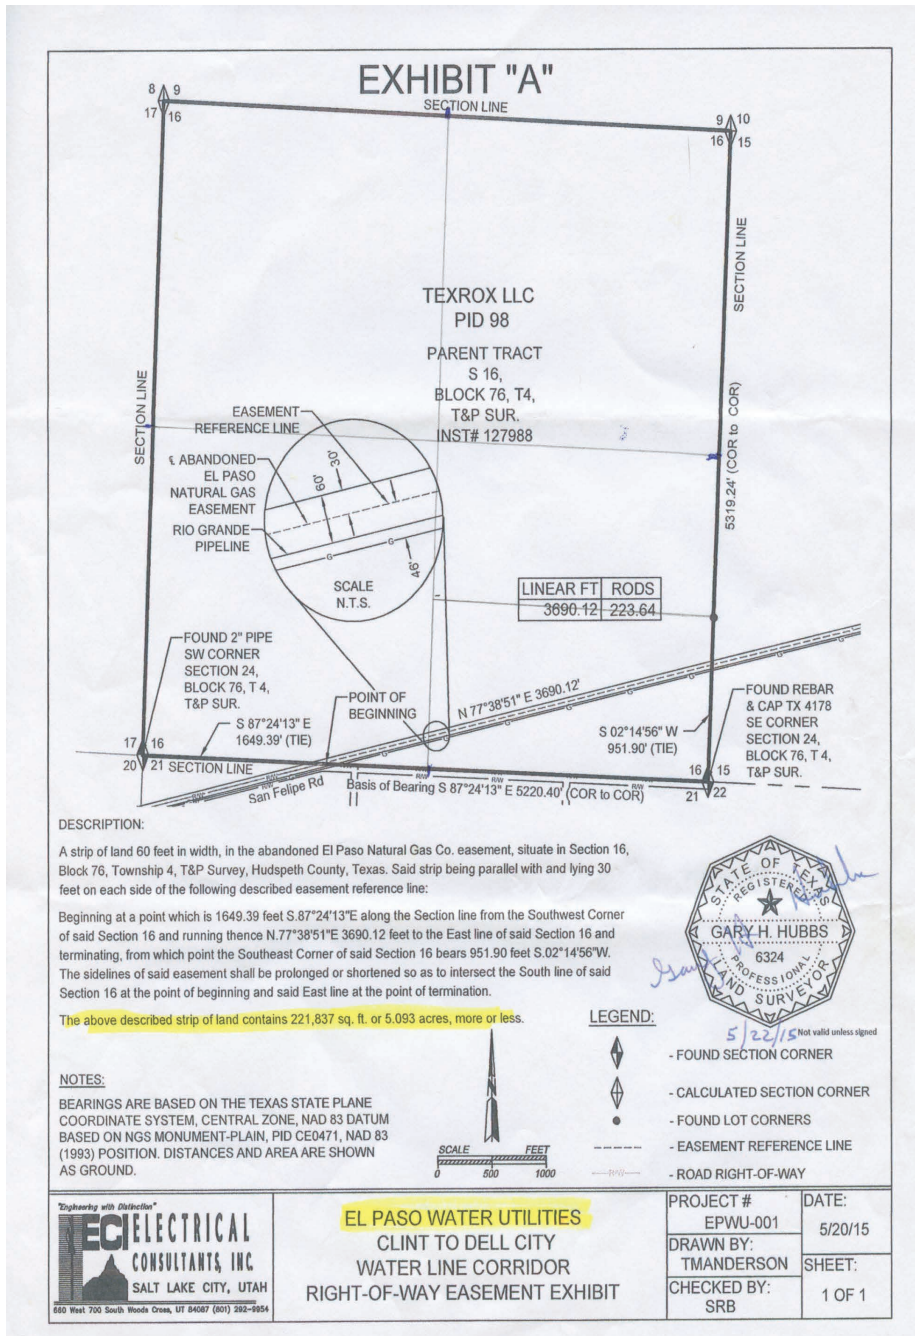 EXHIBIT "A"
SECTION LINE
8 9
17 16
9 10
16 15
SECTION LINE
TEXROX LLC
PID 98
PARENT TRACT
S 16,
BLOCK 76, T4,
T&P SUR.
INST# 127988
SECTION LINE
5319.24' (COR to COR)
EASEMENT
REFERENCE LINE
℄ ABANDONED
EL PASO
NATURAL GAS
EASEMENT
RIO GRANDE
PIPELINE
60'
30'
G
G
46'
SCALE
N.T.S.
LINEAR FT RODS
3690.12 223.64
FOUND 2" PIPE
SW CORNER
SECTION 24,
BLOCK 76, T 4,
T&P SUR.
POINT OF
BEGINNING
S 87°24'13" E
1649.39' (TIE)
N 77°38'51" E 3690.12'
S 02°14'56" W
951.90' (TIE)
FOUND REBAR
& CAP TX 4178
SE CORNER
SECTION 24,
BLOCK 76, T 4,
T&P SUR.
17 16
20 21
SECTION LINE
San Felipe Rd
Basis of Bearing S 87°24'13" E 5220.40' (COR to COR)
16 15
21 22
DESCRIPTION:
A strip of land 60 feet in width, in the abandoned El Paso Natural Gas Co. easement, situate in Section 16,
Block 76, Township 4, T&P Survey, Hudspeth County, Texas. Said strip being parallel with and lying 30
feet on each side of the following described easement reference line:
Beginning at a point which is 1649.39 feet S.87°24'13"E along the Section line from the Southwest Corner
of said Section 16 and running thence N.77°38'51"E 3690.12 feet to the East line of said Section 16 and
terminating, from which point the Southeast Corner of said Section 16 bears 951.90 feet S.02°14'56"W.
The sidelines of said easement shall be prolonged or shortened so as to intersect the South line of said
Section 16 at the point of beginning and said East line at the point of termination.
The above described strip of land contains 221,837 sq. ft. or 5.093 acres, more or less.
STATE OF TEXAS
REGISTERED
GARY H. HUBBS
6324
PROFESSIONAL
LAND SURVEYOR
5/22/15
Not valid unless signed
LEGEND:
- FOUND SECTION CORNER
- CALCULATED SECTION CORNER
- FOUND LOT CORNERS
- EASEMENT REFERENCE LINE
R/W - ROAD RIGHT-OF-WAY
NOTES:
BEARINGS ARE BASED ON THE TEXAS STATE PLANE
COORDINATE SYSTEM, CENTRAL ZONE, NAD 83 DATUM
BASED ON NGS MONUMENT-PLAIN, PID CE0471, NAD 83
(1993) POSITION. DISTANCES AND AREA ARE SHOWN
AS GROUND.
N
SCALE FEET
0 500 1000
"Engineering with Distinction"
ECI ELECTRICAL
CONSULTANTS, INC.
SALT LAKE CITY, UTAH
660 West 700 South Woods Cross, UT 84087 (801) 292-9954
EL PASO WATER UTILITIES
CLINT TO DELL CITY
WATER LINE CORRIDOR
RIGHT-OF-WAY EASEMENT EXHIBIT
PROJECT #
EPWU-001
DRAWN BY:
TMANDERSON
CHECKED BY:
SRB
DATE:
5/20/15
SHEET:
1 OF 1